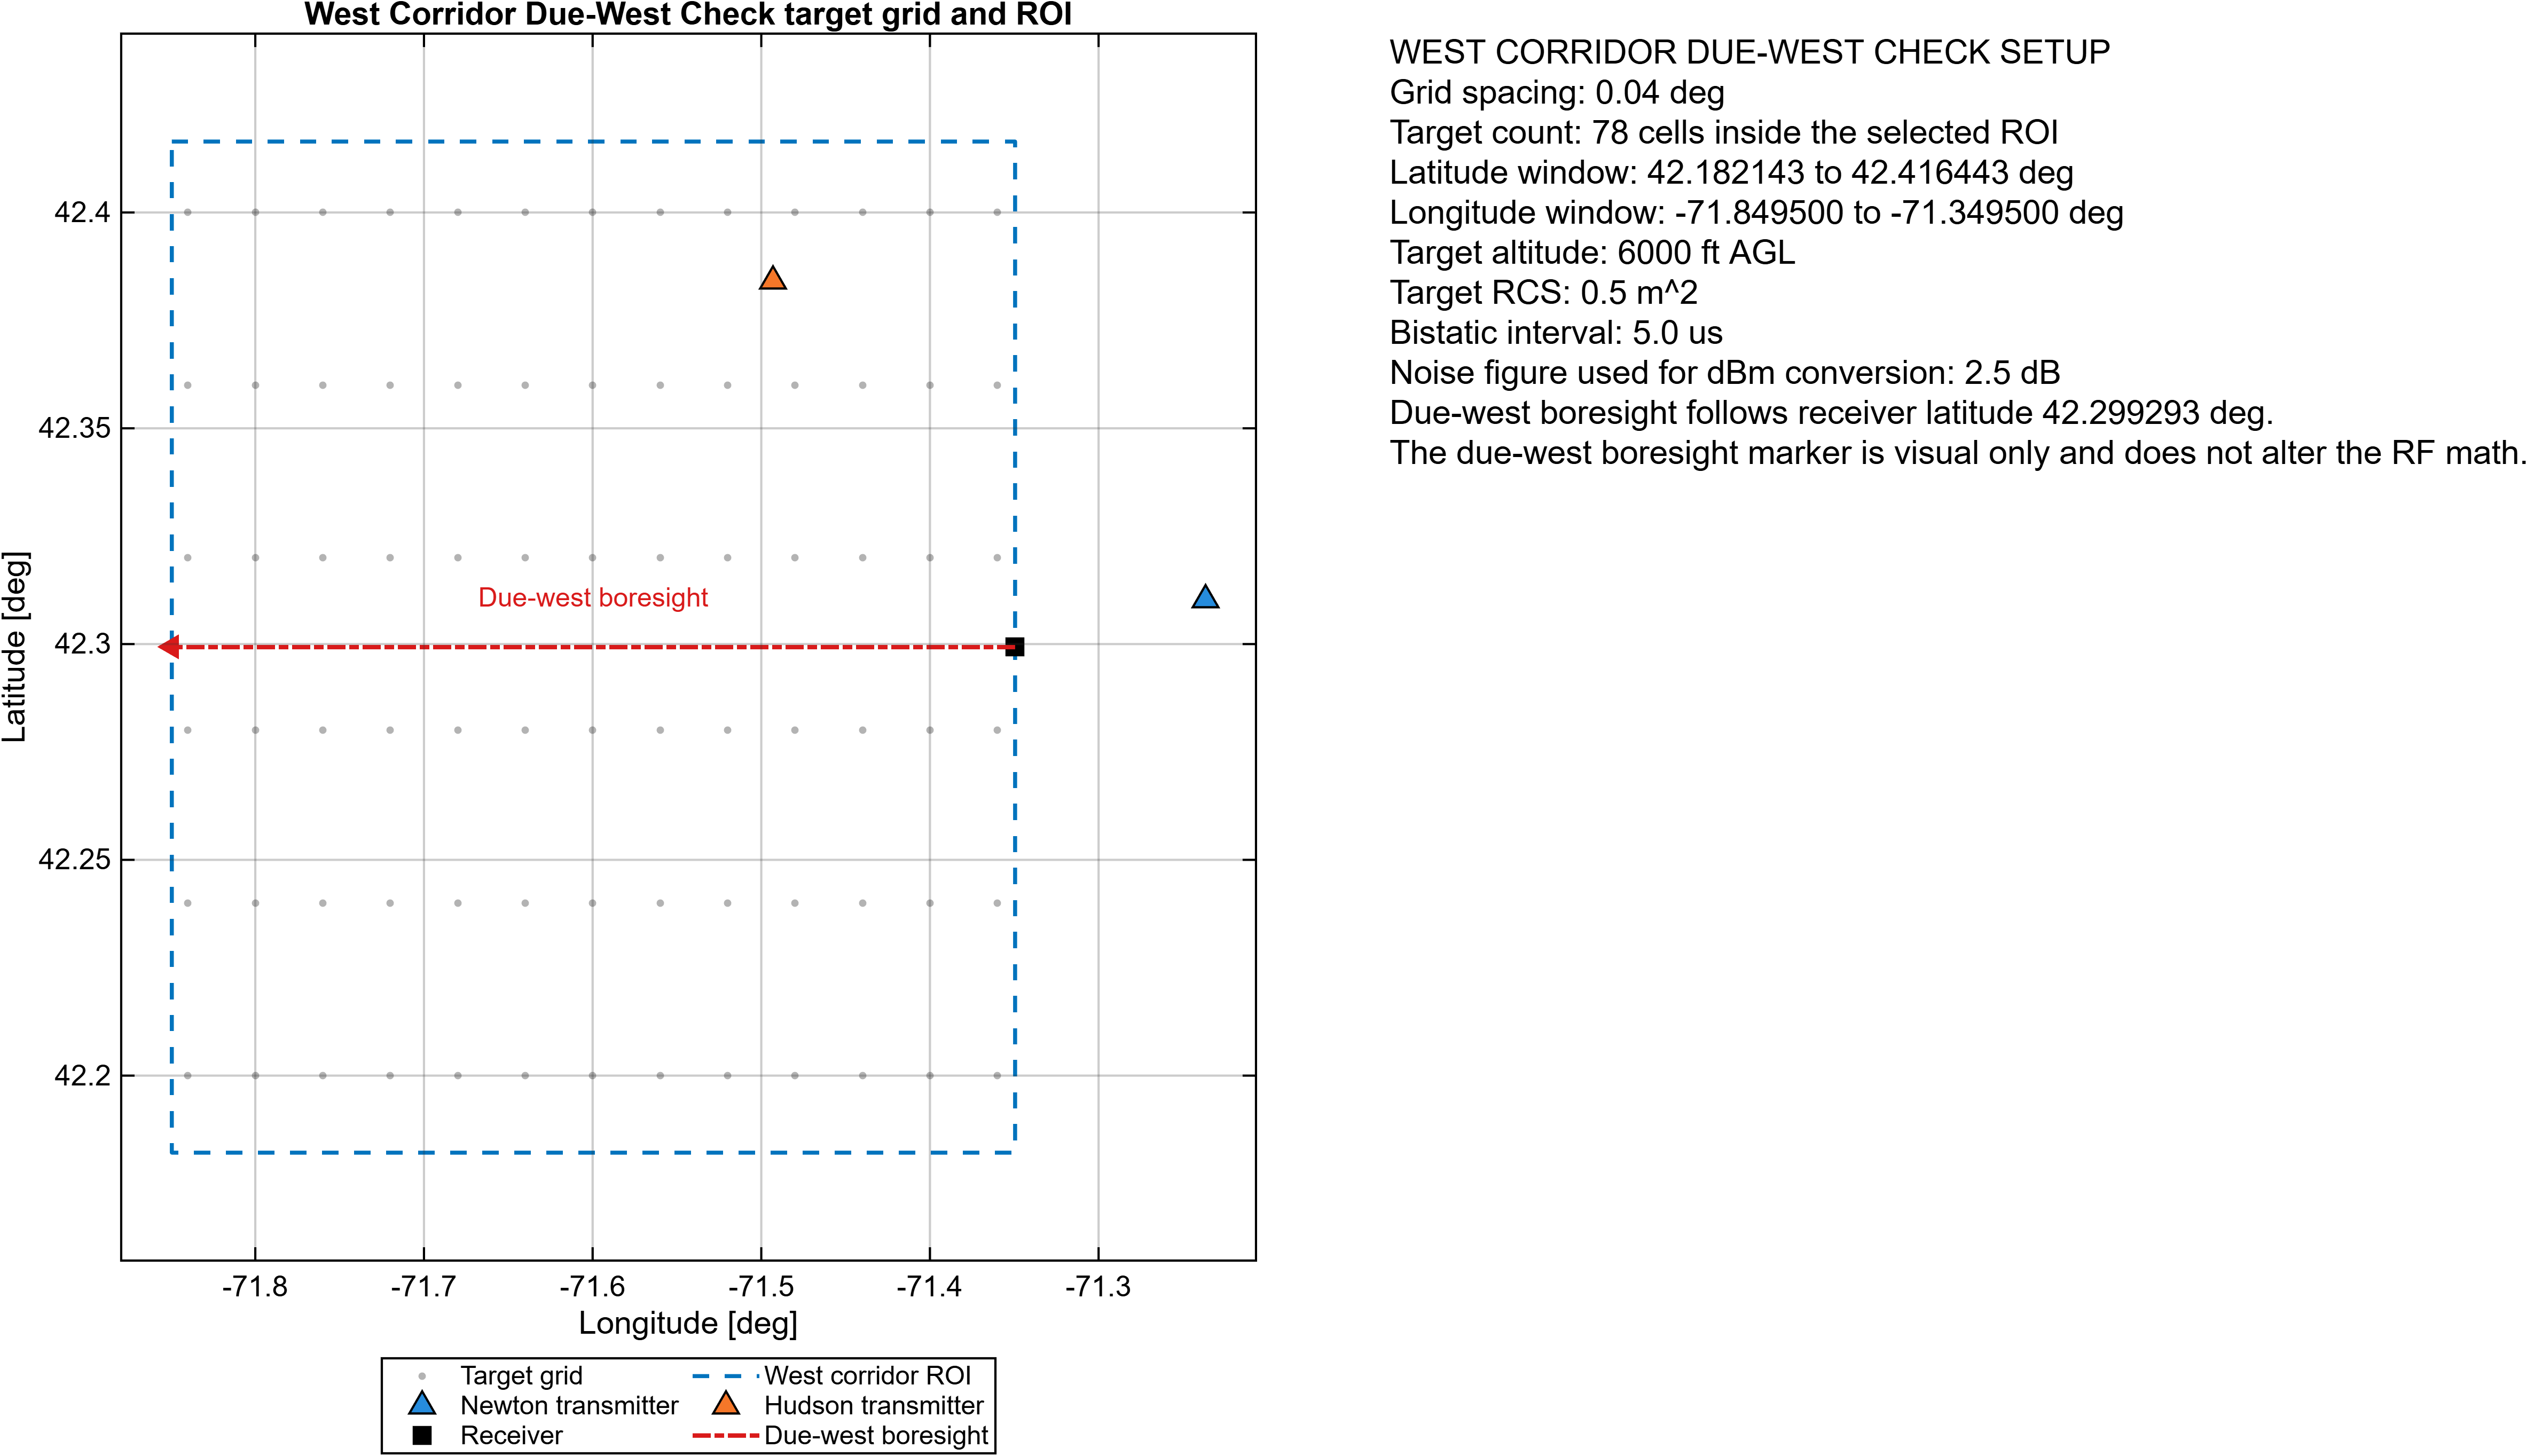 West Corridor Due-West Check target grid and ROI
42.4
42.35
42.3
42.25
42.2
Latitude [deg]
Due-west boresight
-71.8
-71.7
-71.6
-71.5
-71.4
-71.3
Longitude [deg]
Target grid
West corridor ROI
Newton transmitter
Hudson transmitter
Receiver
Due-west boresight
WEST CORRIDOR DUE-WEST CHECK SETUP
Grid spacing: 0.04 deg
Target count: 78 cells inside the selected ROI
Latitude window: 42.182143 to 42.416443 deg
Longitude window: -71.849500 to -71.349500 deg
Target altitude: 6000 ft AGL
Target RCS: 0.5 m^2
Bistatic interval: 5.0 us
Noise figure used for dBm conversion: 2.5 dB
Due-west boresight follows receiver latitude 42.299293 deg.
The due-west boresight marker is visual only and does not alter the RF math.